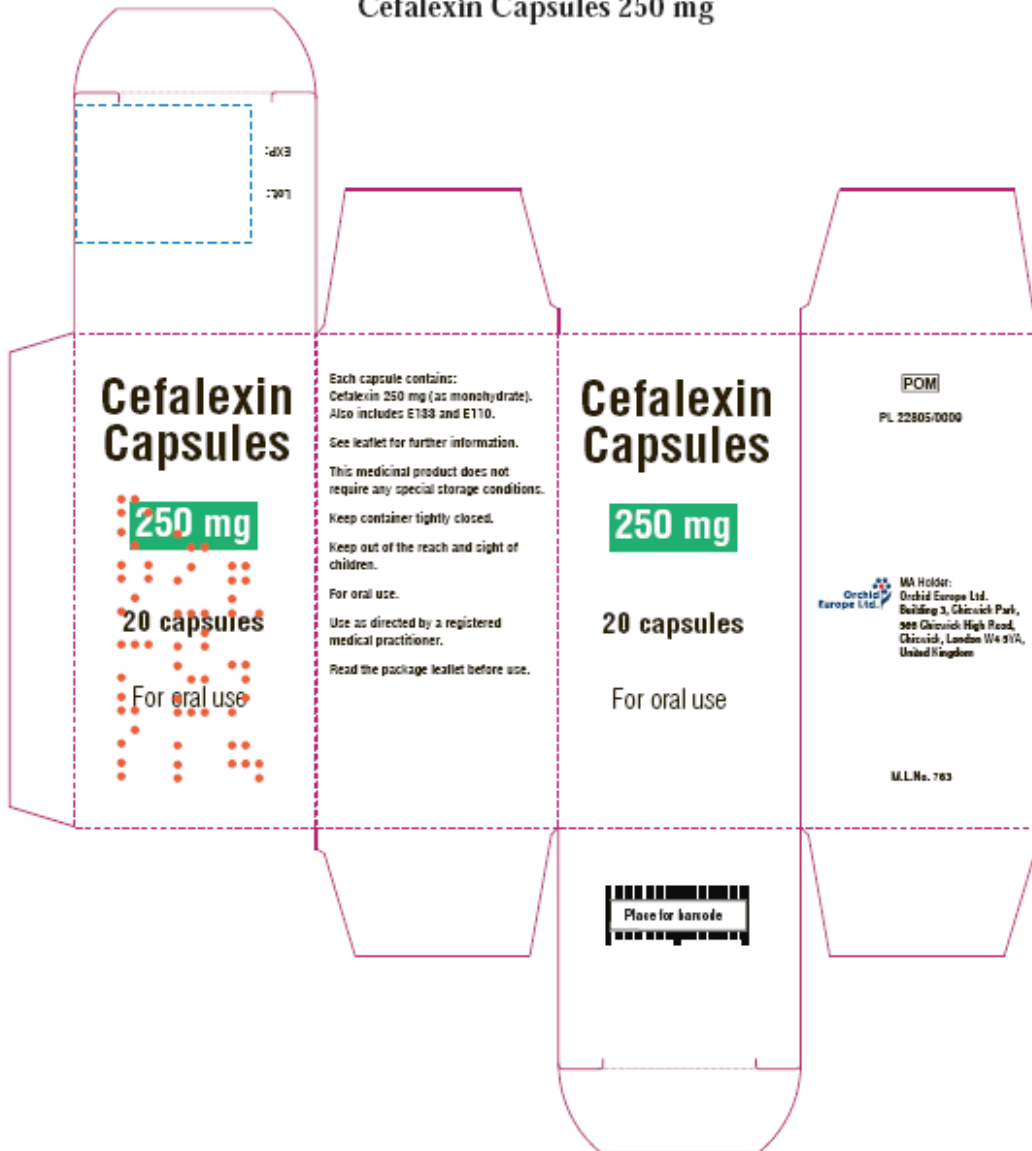 Cefalexin Capsules 250 mg
EXP.:
Lot.:
Cefalexin
Capsules
250 mg
20 capsules
For oral use
Each capsule contains:
Cefalexin 250 mg (as monohydrate).
Also includes E133 and E110.
See leaflet for further information.
This medicinal product does not
require any special storage conditions.
Keep container tightly closed.
Keep out of the reach and sight of
children.
For oral use.
Use as directed by a registered
medical practitioner.
Read the package leaflet before use.
Cefalexin
Capsules
250 mg
20 capsules
For oral use
Place for barcode
POM
PL 22805/0009
Orchid
Europe Ltd.
MA Holder:
Orchid Europe Ltd.
Building 3, Chiswick Park,
566 Chiswick High Road,
Chiswick, London W4 5YA,
United Kingdom
M.L.No. 763